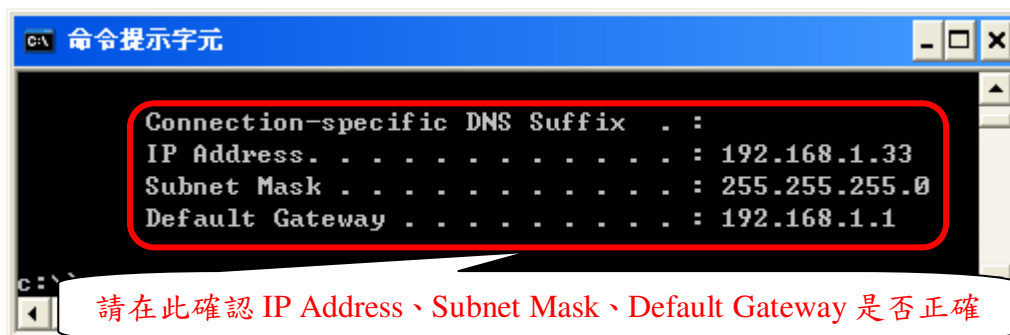 命令提示字元
Connection-specific DNS Suffix . :
IP Address. . . . . . . . . . . . : 192.168.1.33
Subnet Mask . . . . . . . . . . . : 255.255.255.0
Default Gateway . . . . . . . . . : 192.168.1.1
c:\
請在此確認 IP Address、Subnet Mask、Default Gateway 是否正確